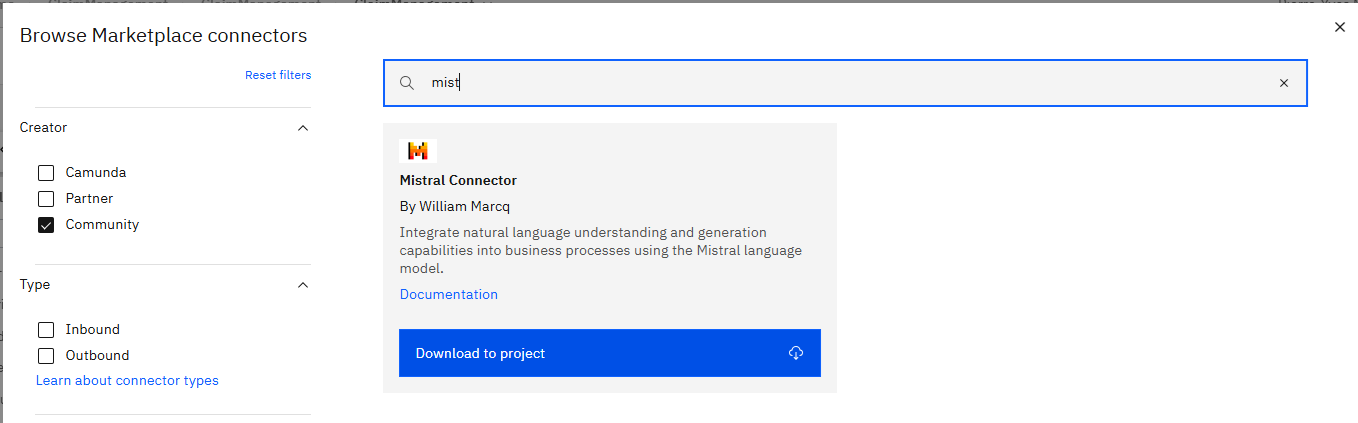 Browse Marketplace connectors
Reset filters
mist
Creator
Camunda
Partner
Community
Type
Inbound
Outbound
Learn about connector types
Mistral Connector
By William Marcq
Integrate natural language understanding and generation
capabilities into business processes using the Mistral language
model.
Documentation
Download to project